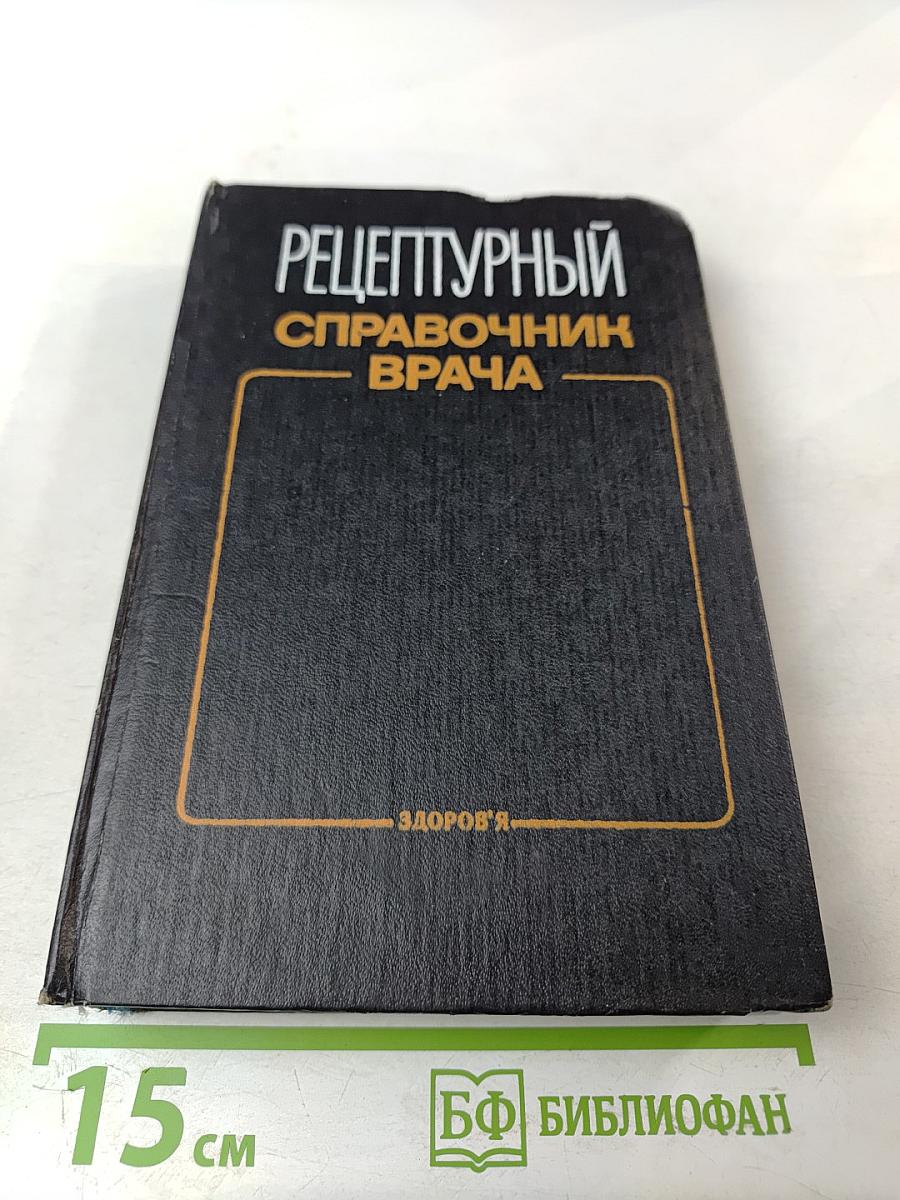 РЕЦЕПТУРНЫЙ
СПРАВОЧНИК
ВРАЧА
ЗДОРОВ'Я
15 см
БФ БИБЛИОФАН